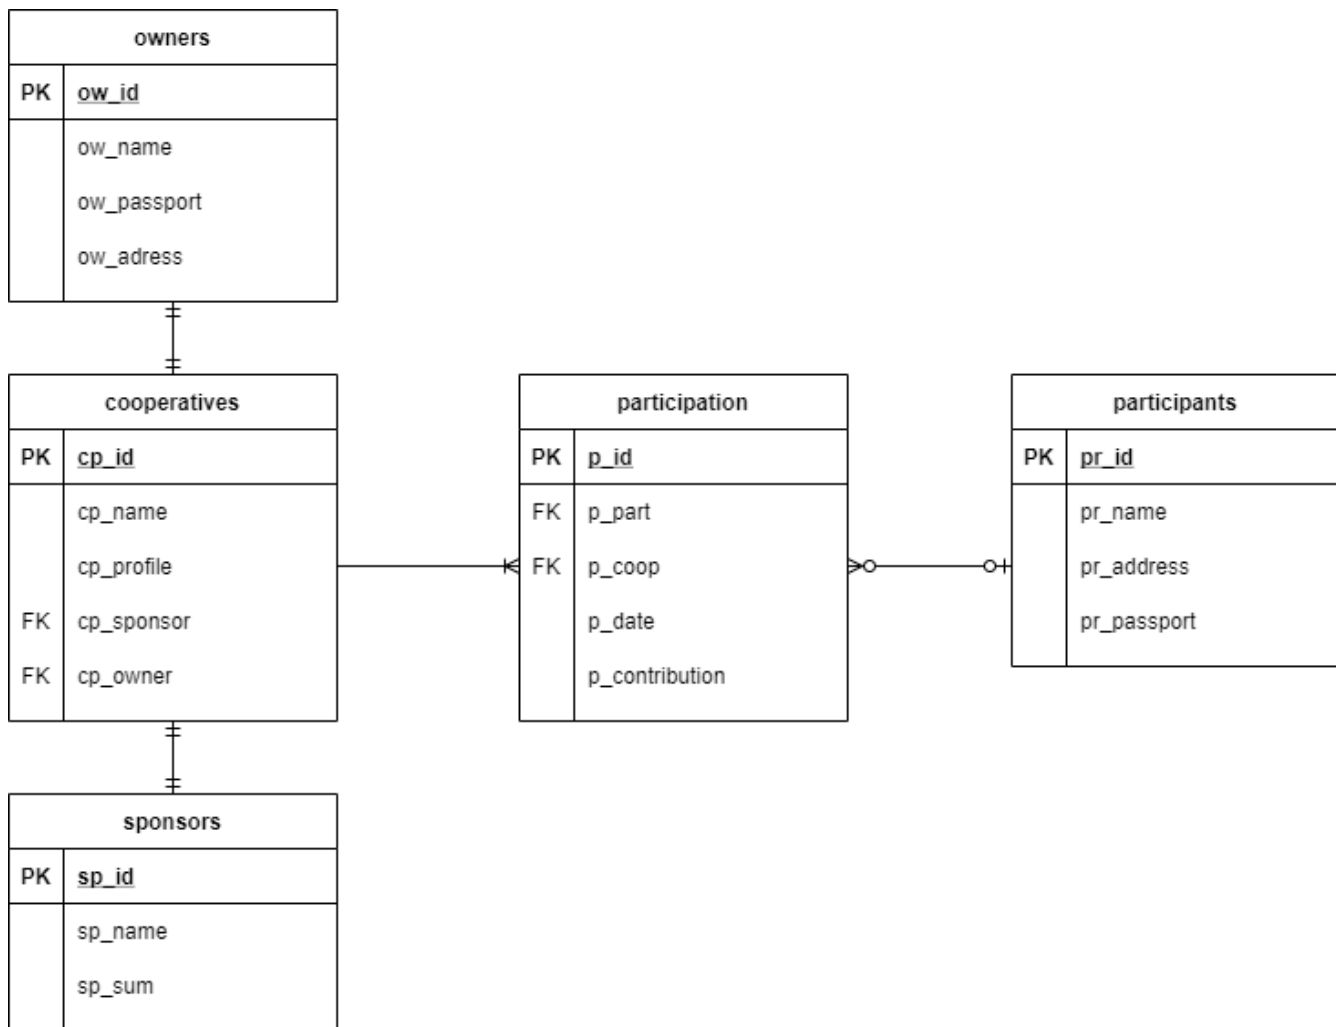 owners
PK ow_id
ow_name
ow_passport
ow_adress
cooperatives
PK cp_id
cp_name
cp_profile
FK cp_sponsor
FK cp_owner
participation
PK p_id
FK p_part
FK p_coop
p_date
p_contribution
participants
PK pr_id
pr_name
pr_address
pr_passport
sponsors
PK sp_id
sp_name
sp_sum